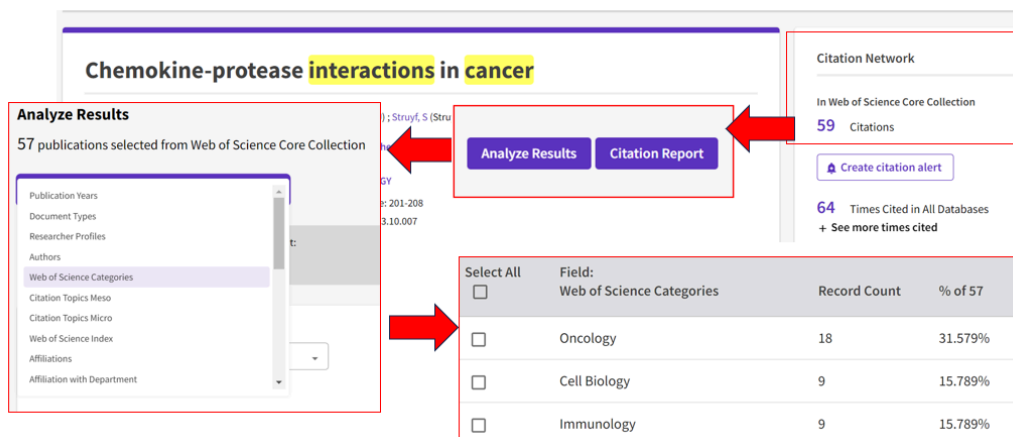 Chemokine-protease interactions in cancer
Citation Network
In Web of Science Core Collection
59 Citations
Create citation alert
64 Times Cited in All Databases
+ See more times cited
; Struyf, S (Stru
GY
: 201-208
3.10.007
t:
Analyze Results
Citation Report
Analyze Results
57 publications selected from Web of Science Core Collection
Publication Years
Document Types
Researcher Profiles
Authors
Web of Science Categories
Citation Topics Meso
Citation Topics Micro
Web of Science Index
Affiliations
Affiliation with Department
Select All Field: Web of Science Categories Record Count % of 57
Oncology 18 31.579%
Cell Biology 9 15.789%
Immunology 9 15.789%